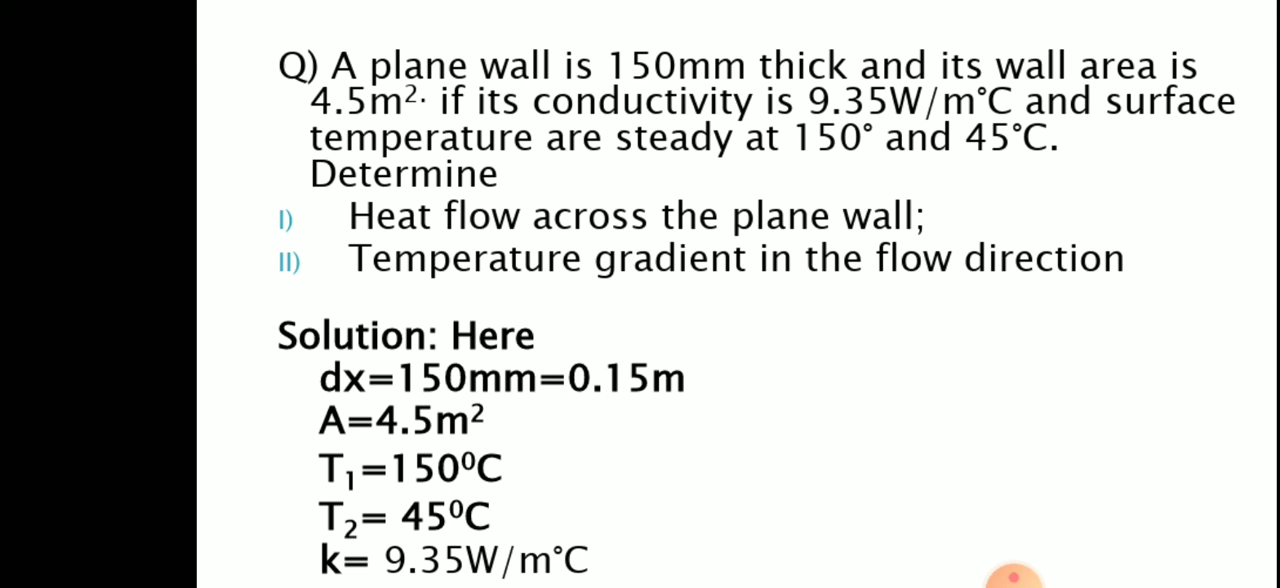 Q) A plane wall is 150mm thick and its wall area is
4.5m². if its conductivity is 9.35W/m°C and surface
temperature are steady at 150° and 45°C.
Determine
I) Heat flow across the plane wall;
II) Temperature gradient in the flow direction
Solution: Here
dx=150mm=0.15m
A=4.5m²
T₁=150⁰C
T₂= 45⁰C
k= 9.35W/m°C